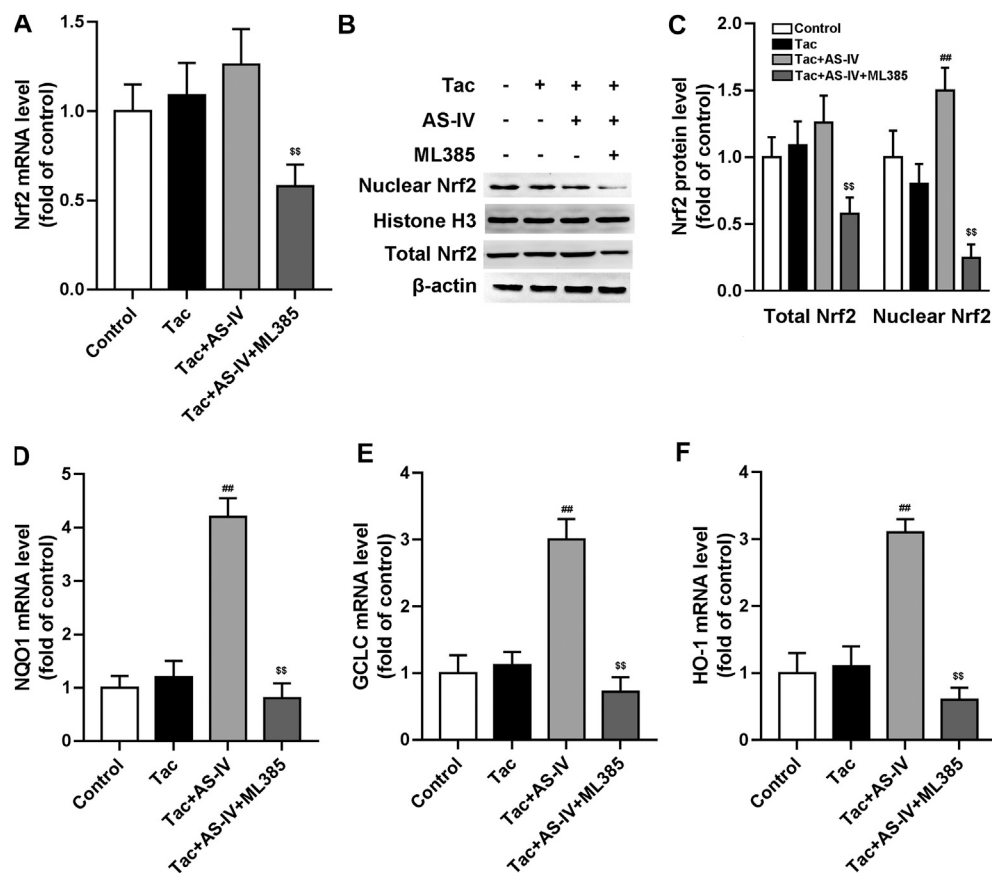 A
Nrf2 mRNA level
(fold of control)
1.5
1.0
0.5
0.0
Control
Tac
Tac+AS-IV
Tac+AS-IV+ML385
$$
B
Tac - + + +
AS-IV - - + +
ML385 - - - +
Nuclear Nrf2
Histone H3
Total Nrf2
β-actin
C
Nrf2 protein level
(fold of control)
2.0
1.5
1.0
0.5
0.0
Control
Tac
Tac+AS-IV
Tac+AS-IV+ML385
$$
##
$$
Total Nrf2 Nuclear Nrf2
D
NQO1 mRNA level
(fold of control)
5
4
3
2
1
0
##
$$
Control
Tac
Tac+AS-IV
Tac+AS-IV+ML385
E
GCLC mRNA level
(fold of control)
4
3
2
1
0
##
$$
Control
Tac
Tac+AS-IV
Tac+AS-IV+ML385
F
HO-1 mRNA level
(fold of control)
4
3
2
1
0
##
$$
Control
Tac
Tac+AS-IV
Tac+AS-IV+ML385